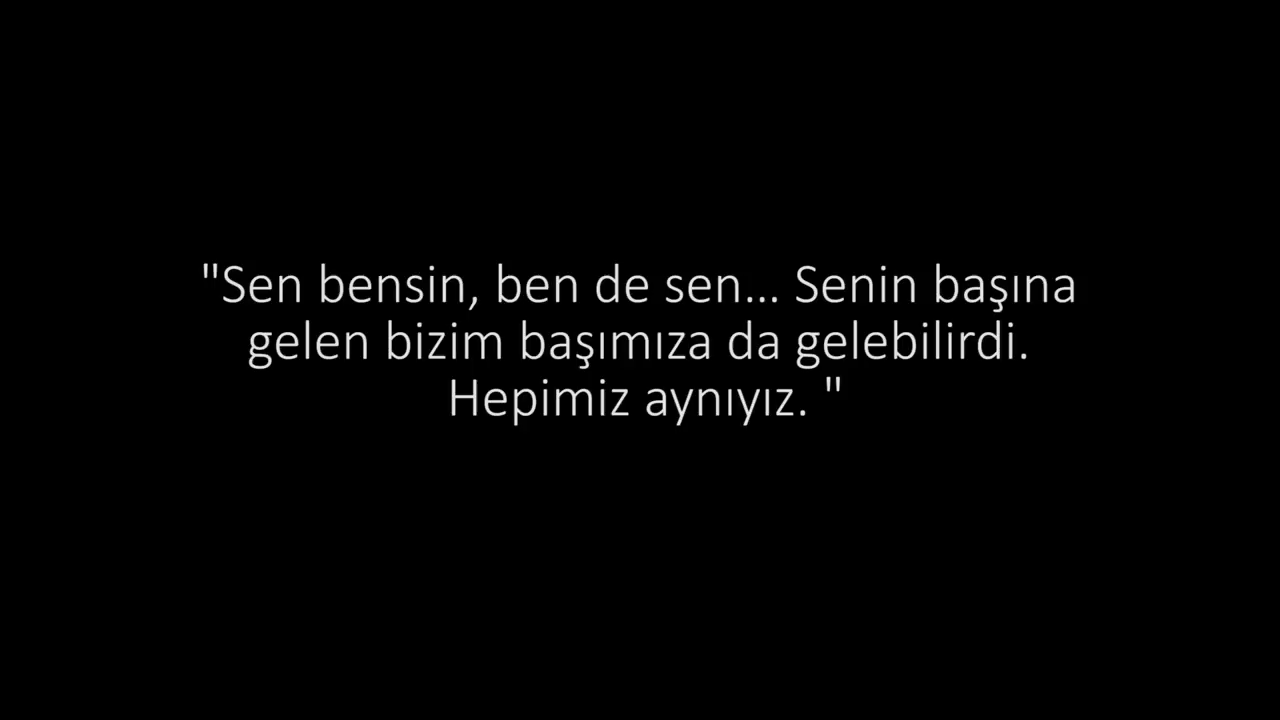 "Sen bensin, ben de sen... Senin başına
gelen bizim başımıza da gelebilirdi.
Hepimiz aynıyız. "